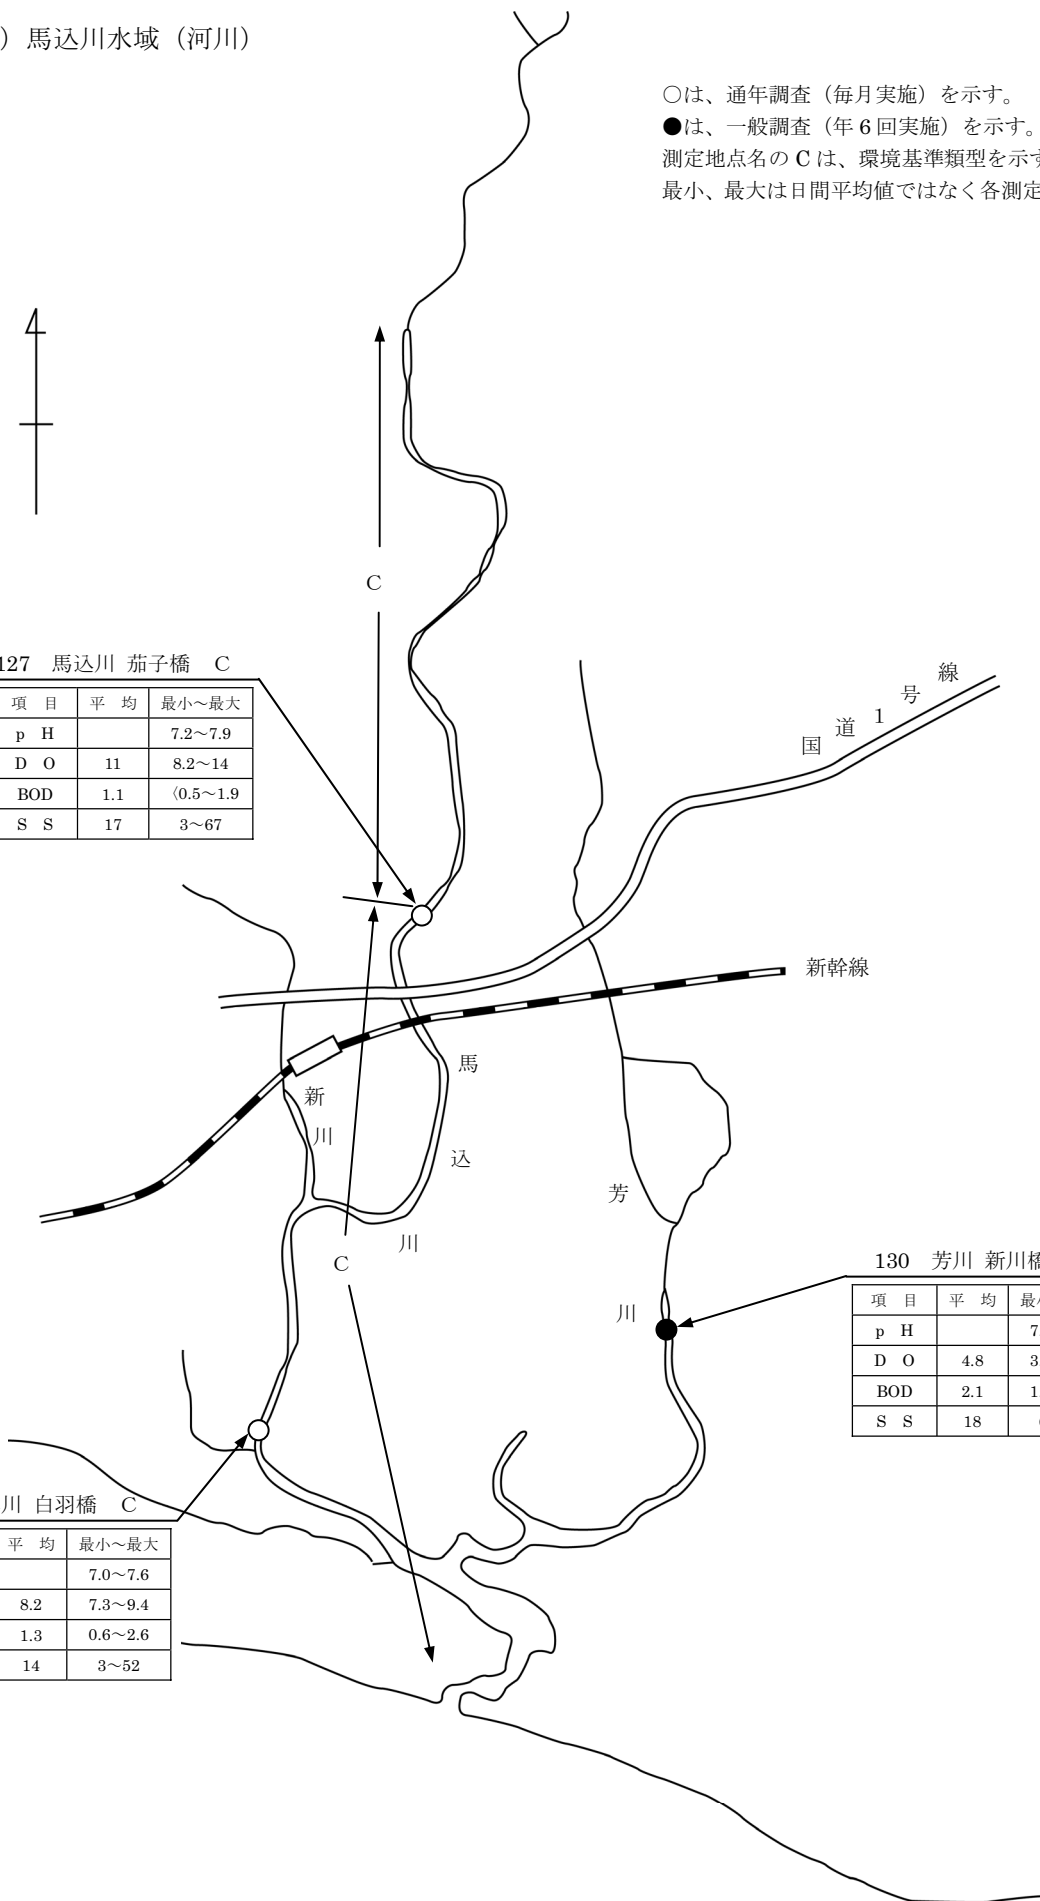 ）馬込川水域（河川）
○は、通年調査（毎月実施）を示す。
●は、一般調査（年 6 回実施）を示す。
測定地点名の C は、環境基準類型を示す
最小、最大は日間平均値ではなく各測定
C
127　馬込川 茄子橋　C
項　目　平　均　最小～最大
p　H　7.2～7.9
D　O　11　8.2～14
BOD　1.1　〈0.5～1.9
S　S　17　3～67
国道1号線
新幹線
新川
馬込川
芳川
C
130　芳川 新川橋
項　目　平　均　最
p　H　7
D　O　4.8　3
BOD　2.1　1
S　S　18
川 白羽橋　C
平　均　最小～最大
7.0～7.6
8.2　7.3～9.4
1.3　0.6～2.6
14　3～52